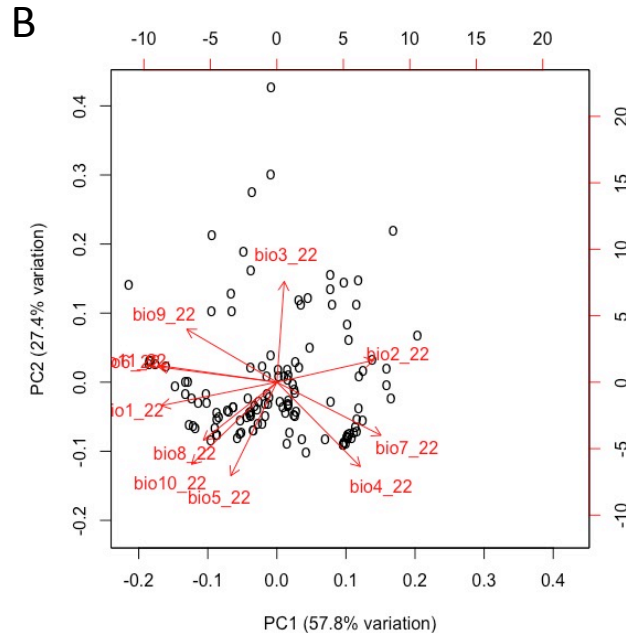 B
-10 -5 0 5 10 15 20
0.4
0.3
0.2
0.1
0.0
-0.1
-0.2
PC2 (27.4% variation)
20
15
10
5
0
-5
-10
bio3_22
bio9_22
bio2_22
bio8_22
bio7_22
bio10_22
bio5_22
bio4_22
-0.2 -0.1 0.0 0.1 0.2 0.3 0.4
PC1 (57.8% variation)